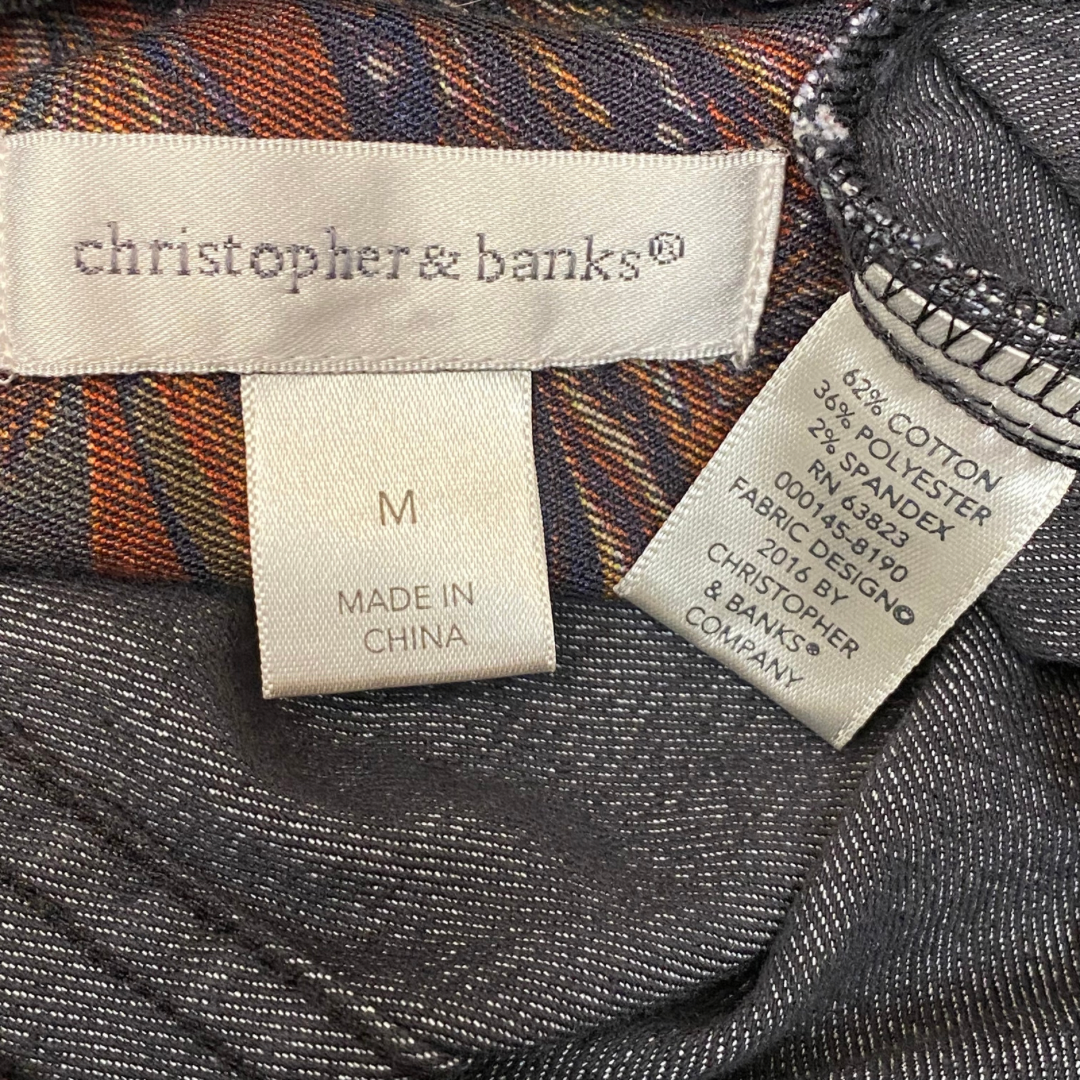 christopher & banks®
M
MADE IN
CHINA
62% COTTON
36% POLYESTER
2% SPANDEX
RN 63823
000145-8190
FABRIC DESIGN©
2016 BY
CHRISTOPHER
& BANKS®
COMPANY